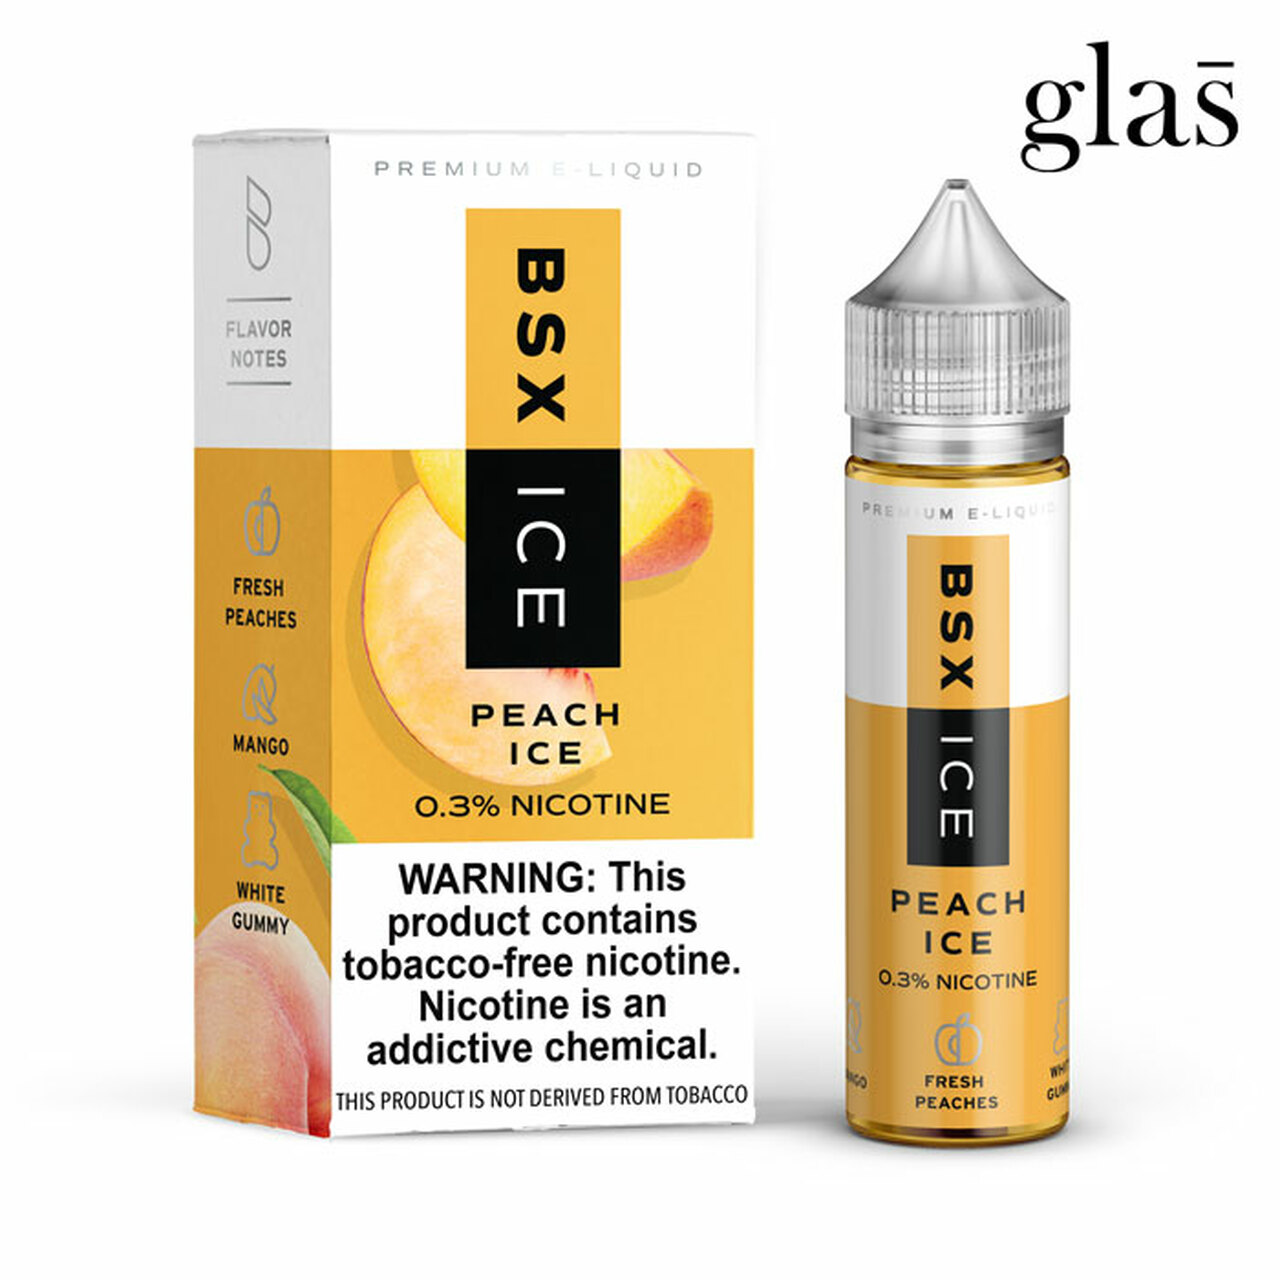 glas̄
PREMIUM E-LIQUID
BSX ICE
PEACH
ICE
0.3% NICOTINE
WARNING: This
product contains
tobacco-free nicotine.
Nicotine is an
addictive chemical.
THIS PRODUCT IS NOT DERIVED FROM TOBACCO
FLAVOR
NOTES
FRESH
PEACHES
MANGO
WHITE
GUMMY
PREMIUM E-LIQUID
BSX ICE
PEACH
ICE
0.3% NICOTINE
FRESH
PEACHES